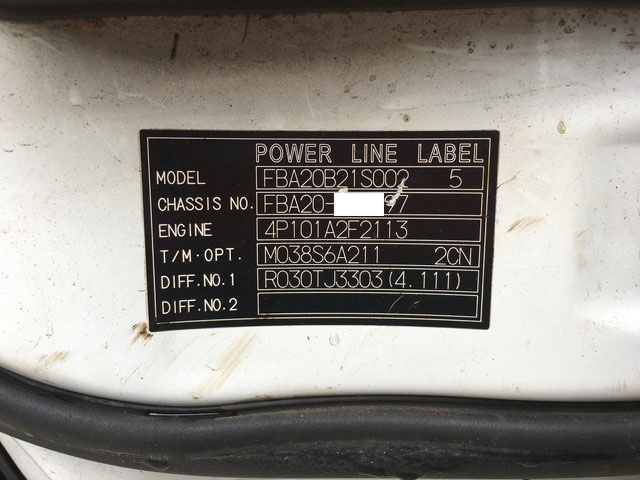 POWER LINE LABEL
MODEL FBA20B21S002 5
CHASSIS NO. FBA20- 97
ENGINE 4P101A2F2113
T/M·OPT. M038S6A211 2CN
DIFF.NO.1 R030TJ3303(4.111)
DIFF.NO.2